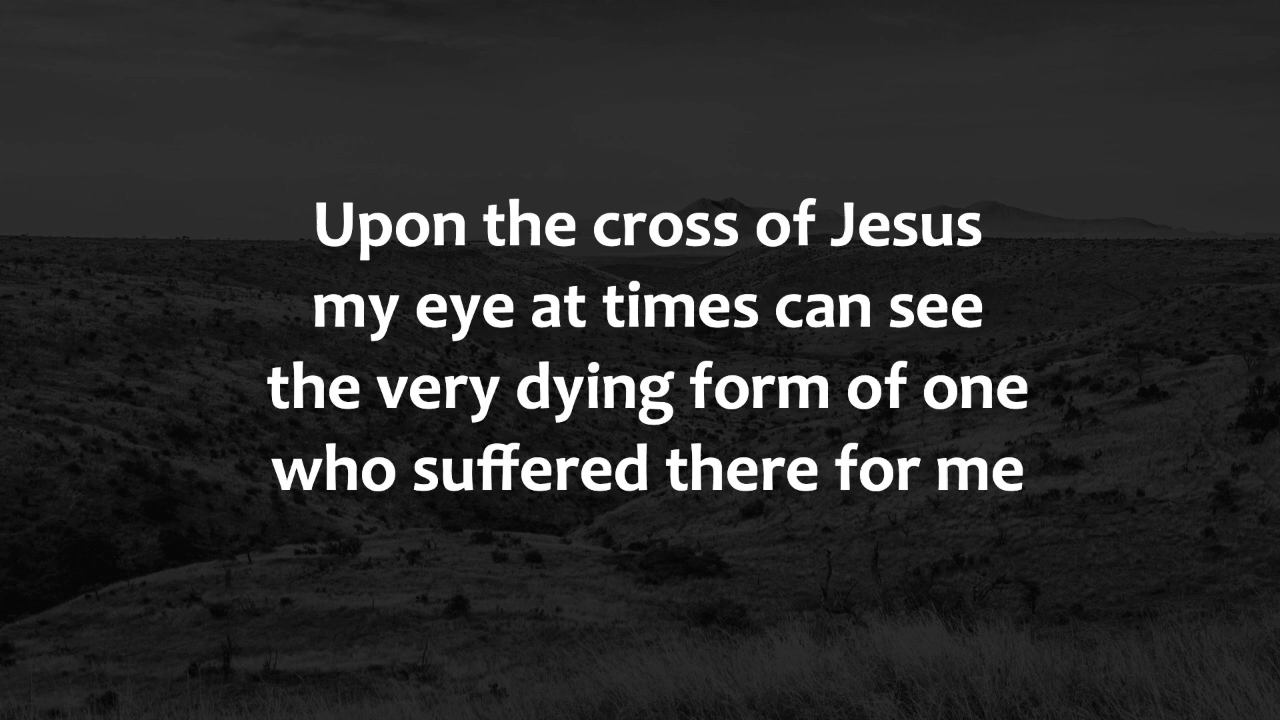 Upon the cross of Jesus
my eye at times can see
the very dying form of one
who suffered there for me